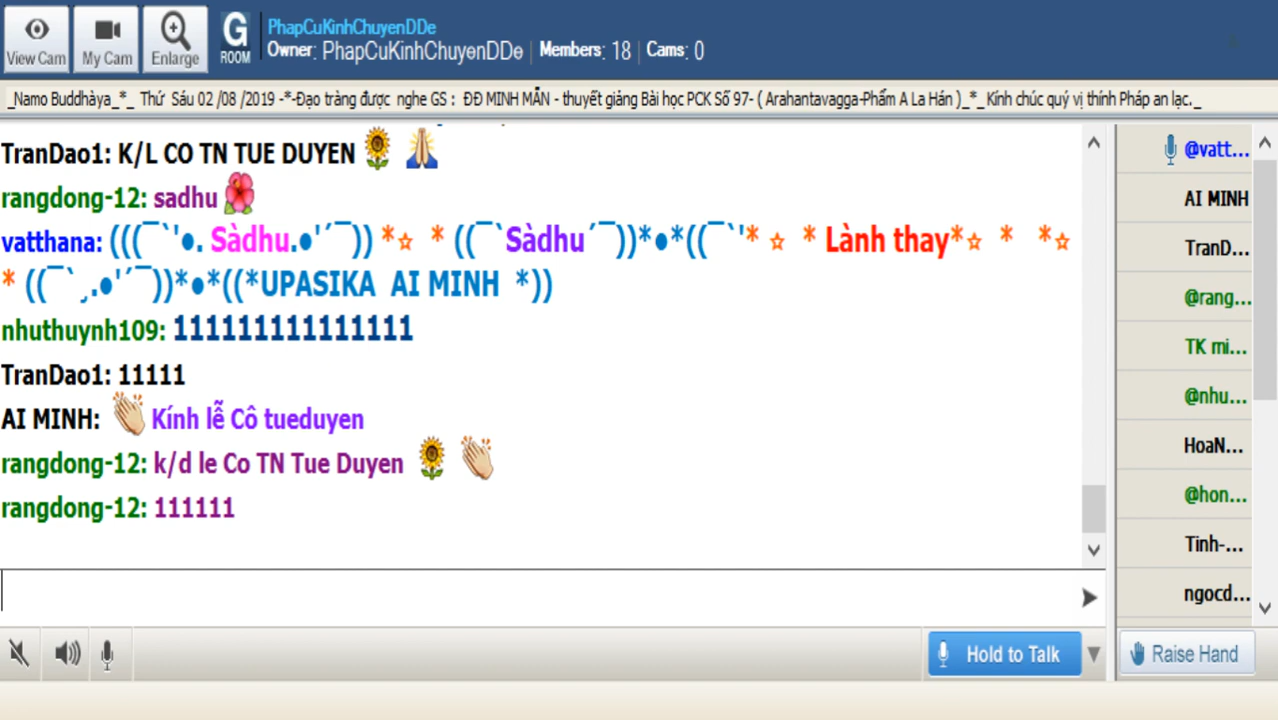 View Cam
My Cam
Enlarge
G
ROOM
PhapCuKinhChuyenDDe
Owner: PhapCuKinhChuyenDDe | Members: 18 | Cams: 0
_Namo Buddhàya_*_ Thứ Sáu 02 /08 /2019 -*-Đạo tràng được nghe GS : ĐĐ MINH MẪN - thuyết giảng Bài học PCK Số 97- ( Arahantavagga-Phẩm A La Hán )_*_Kính chúc quý vị thính Pháp an lạc._
TranDao1: K/L CO TN TUE DUYEN 🌻 🙏
rangdong-12: sadhu🌺
vatthana: (((¯`'●. Sàdhu.●'´¯)) *☆ * ((¯`Sàdhu´¯))*●*((¯`'* ☆ * Lành thay*☆ * *☆
* ((¯`¸.●'´¯))*●*((*UPASIKA AI MINH *))
nhuthuynh109: 111111111111111
TranDao1: 11111
AI MINH: 👏 Kính lễ Cô tueduyen
rangdong-12: k/d le Co TN Tue Duyen 🌻 👏
rangdong-12: 111111
@vatt...
AI MINH
TranD...
@rang...
TK mi...
@nhu...
HoaN...
@hon...
Tinh-...
ngocd...
Hold to Talk
Raise Hand